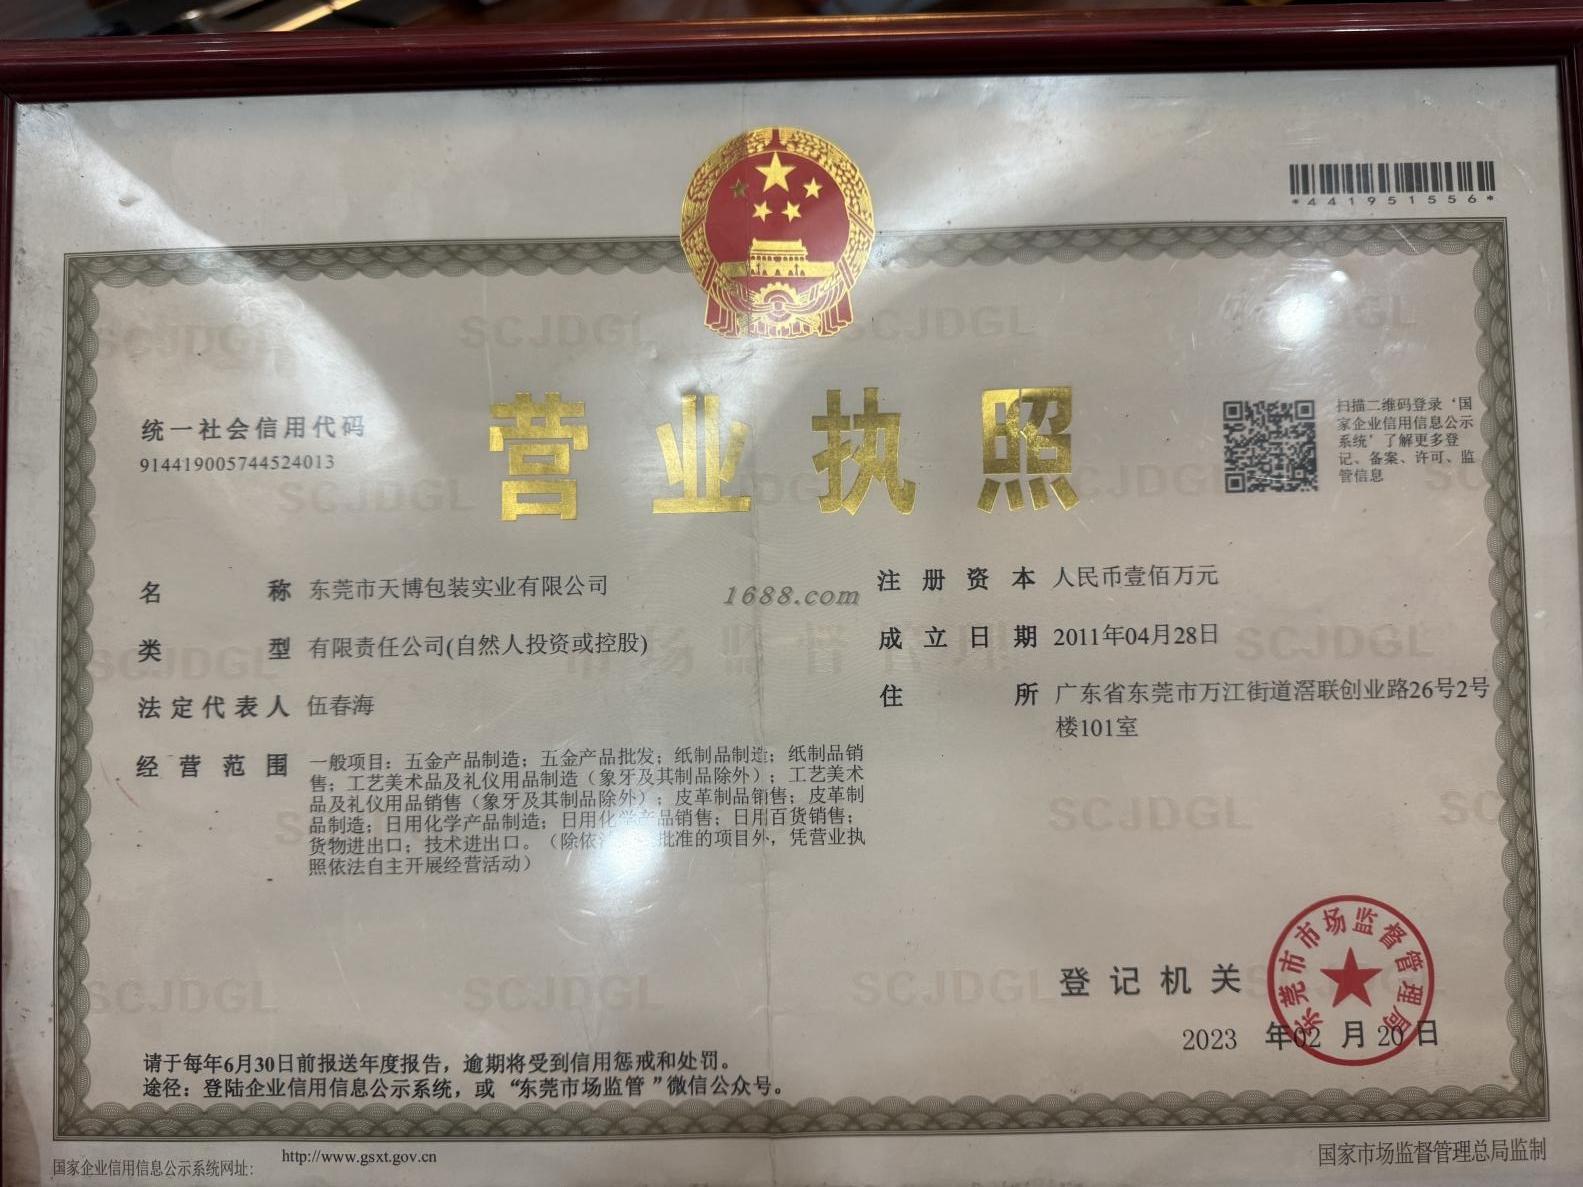 *441951556*
营业执照
统一社会信用代码
914419005744524013
扫描二维码登录‘国
家企业信用信息公示
系统’了解更多登
记、备案、许可、监
管信息
名称 东莞市天博包装实业有限公司
类型 有限责任公司(自然人投资或控股)
法定代表人 伍春海
经营范围 一般项目：五金产品制造；五金产品批发；纸制品制造；纸制品销
售；工艺美术品及礼仪用品制造（象牙及其制品除外）；工艺美术
品及礼仪用品销售（象牙及其制品除外）；皮革制品销售；皮革制
品制造；日用化学产品制造；日用化学产品销售；日用百货销售；
货物进出口；技术进出口。（除依 批准的项目外，凭营业执
照依法自主开展经营活动）
1688.com
注册资本 人民币壹佰万元
成立日期 2011年04月28日
住所 广东省东莞市万江街道滘联创业路26号2号
楼101室
SCJDGL
市场监督管理
登记机关
东莞市市场监督管理局
2023 年02 月20日
请于每年6月30日前报送年度报告，逾期将受到信用惩戒和处罚。
途径：登陆企业信用信息公示系统，或“东莞市场监管”微信公众号。
国家企业信用信息公示系统网址： http://www.gsxt.gov.cn
国家市场监督管理总局监制